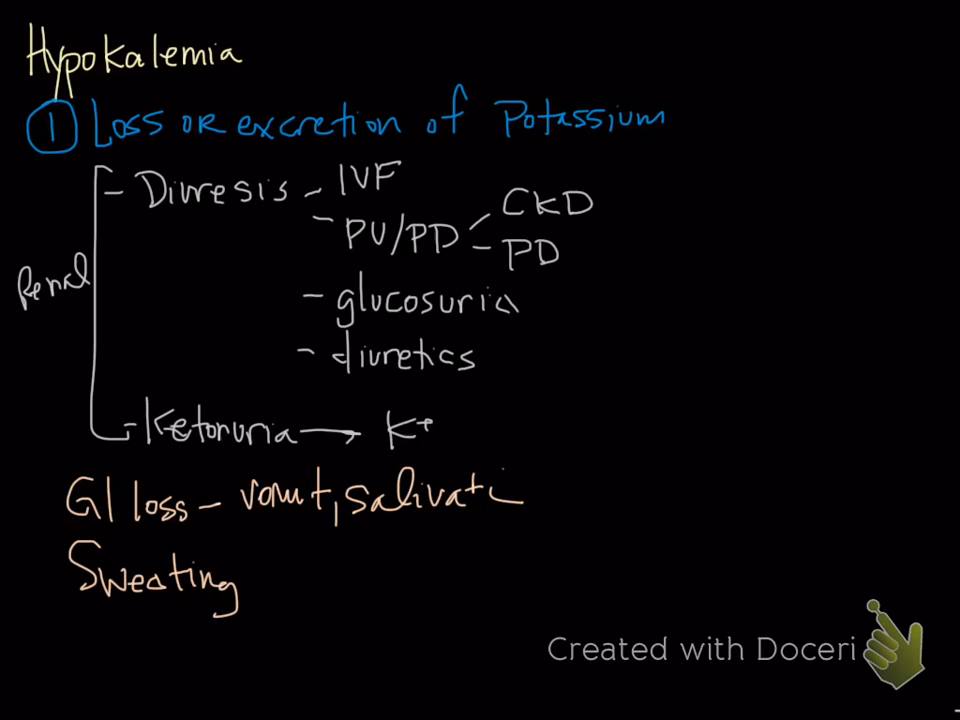 Hypokalemia
① Loss or excretion of Potassium
Renal
- Diuresis - IVF
- PU/PD - CKD
- PD
- glucosuria
- diuretics
- Ketonuria → K+
GI loss - vomit, salivati
Sweating
Created with Doceri